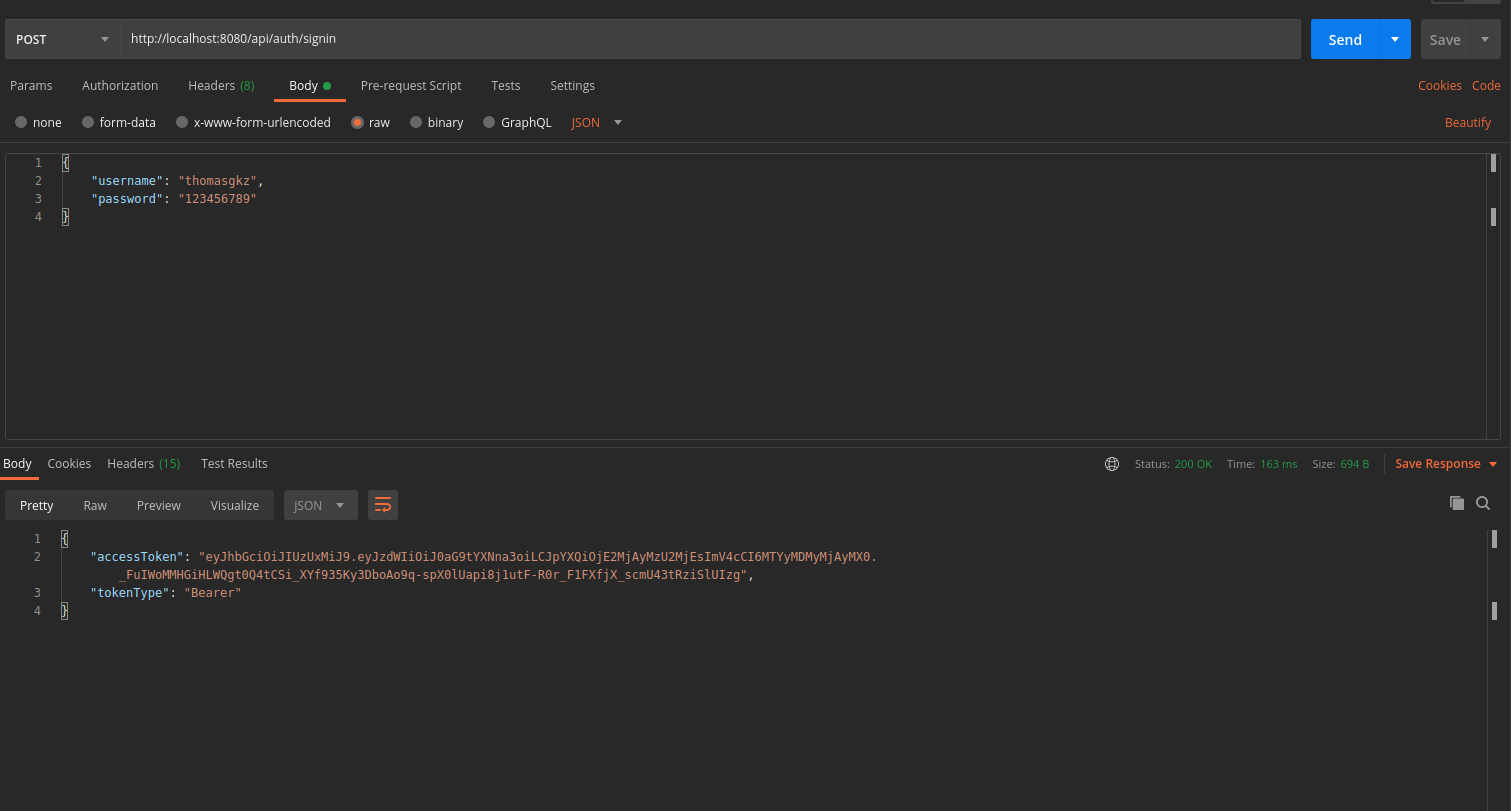 POST http://localhost:8080/api/auth/signin Send Save
Params Authorization Headers (8) Body Pre-request Script Tests Settings Cookies Code
none form-data x-www-form-urlencoded raw binary GraphQL JSON Beautify
1 {
2 "username": "thomasgkz",
3 "password": "123456789"
4 }
Body Cookies Headers (15) Test Results Status: 200 OK Time: 163 ms Size: 694 B Save Response
Pretty Raw Preview Visualize JSON
1 {
2 "accessToken": "eyJhbGciOiJIUzUxMiJ9.eyJzdWIiOiJ0aG9tYXNna3oiLCJpYXQiOjE2MjAyMzU2MjEsImV4cCI6MTYyMDMyMjAyMX0.
_FuIWoMMHGiHLWQgt0Q4tCSi_XYf935Ky3DboAo9q-spX0lUapi8j1utF-R0r_F1FXfjX_scmU43tRziSlUIzg",
3 "tokenType": "Bearer"
4 }